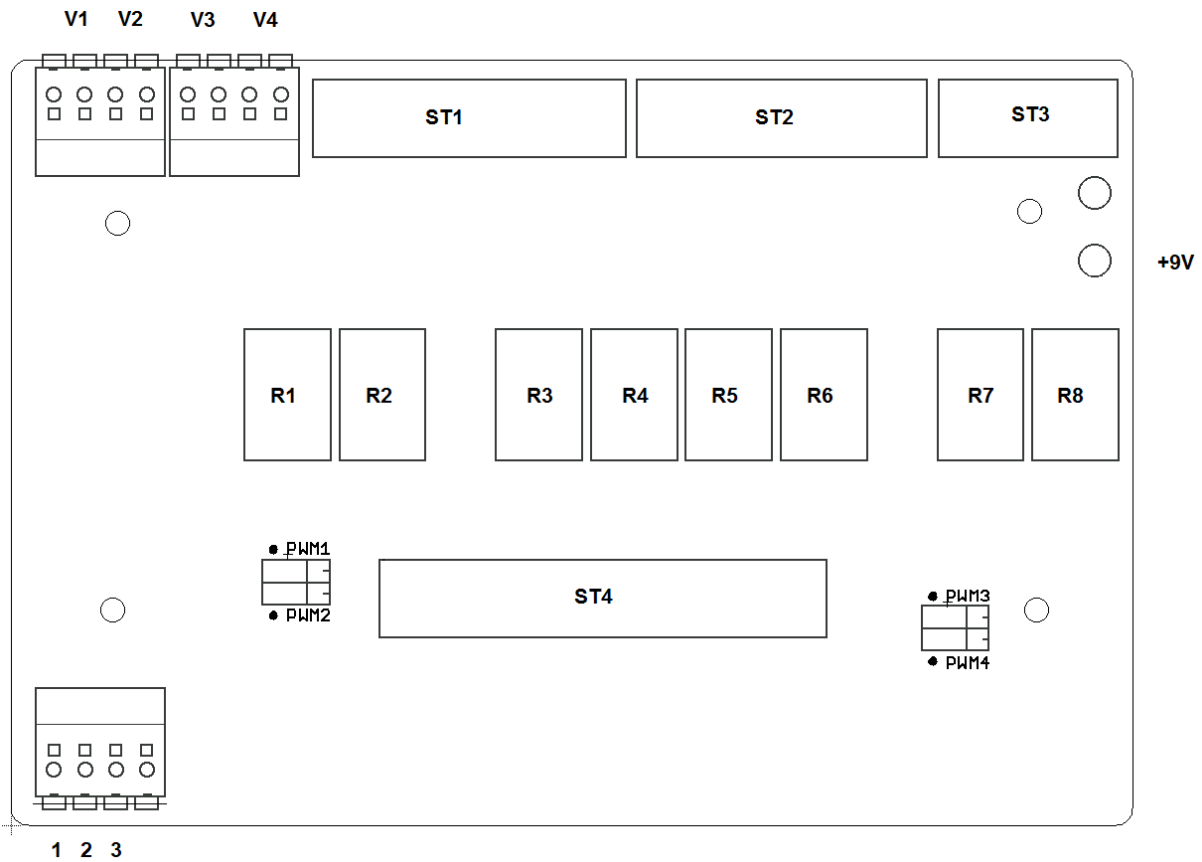 V1 V2 V3 V4
ST1 ST2 ST3
+9V
R1 R2 R3 R4 R5 R6 R7 R8
PWM1
PWM2
ST4
PWM3
PWM4
1 2 3